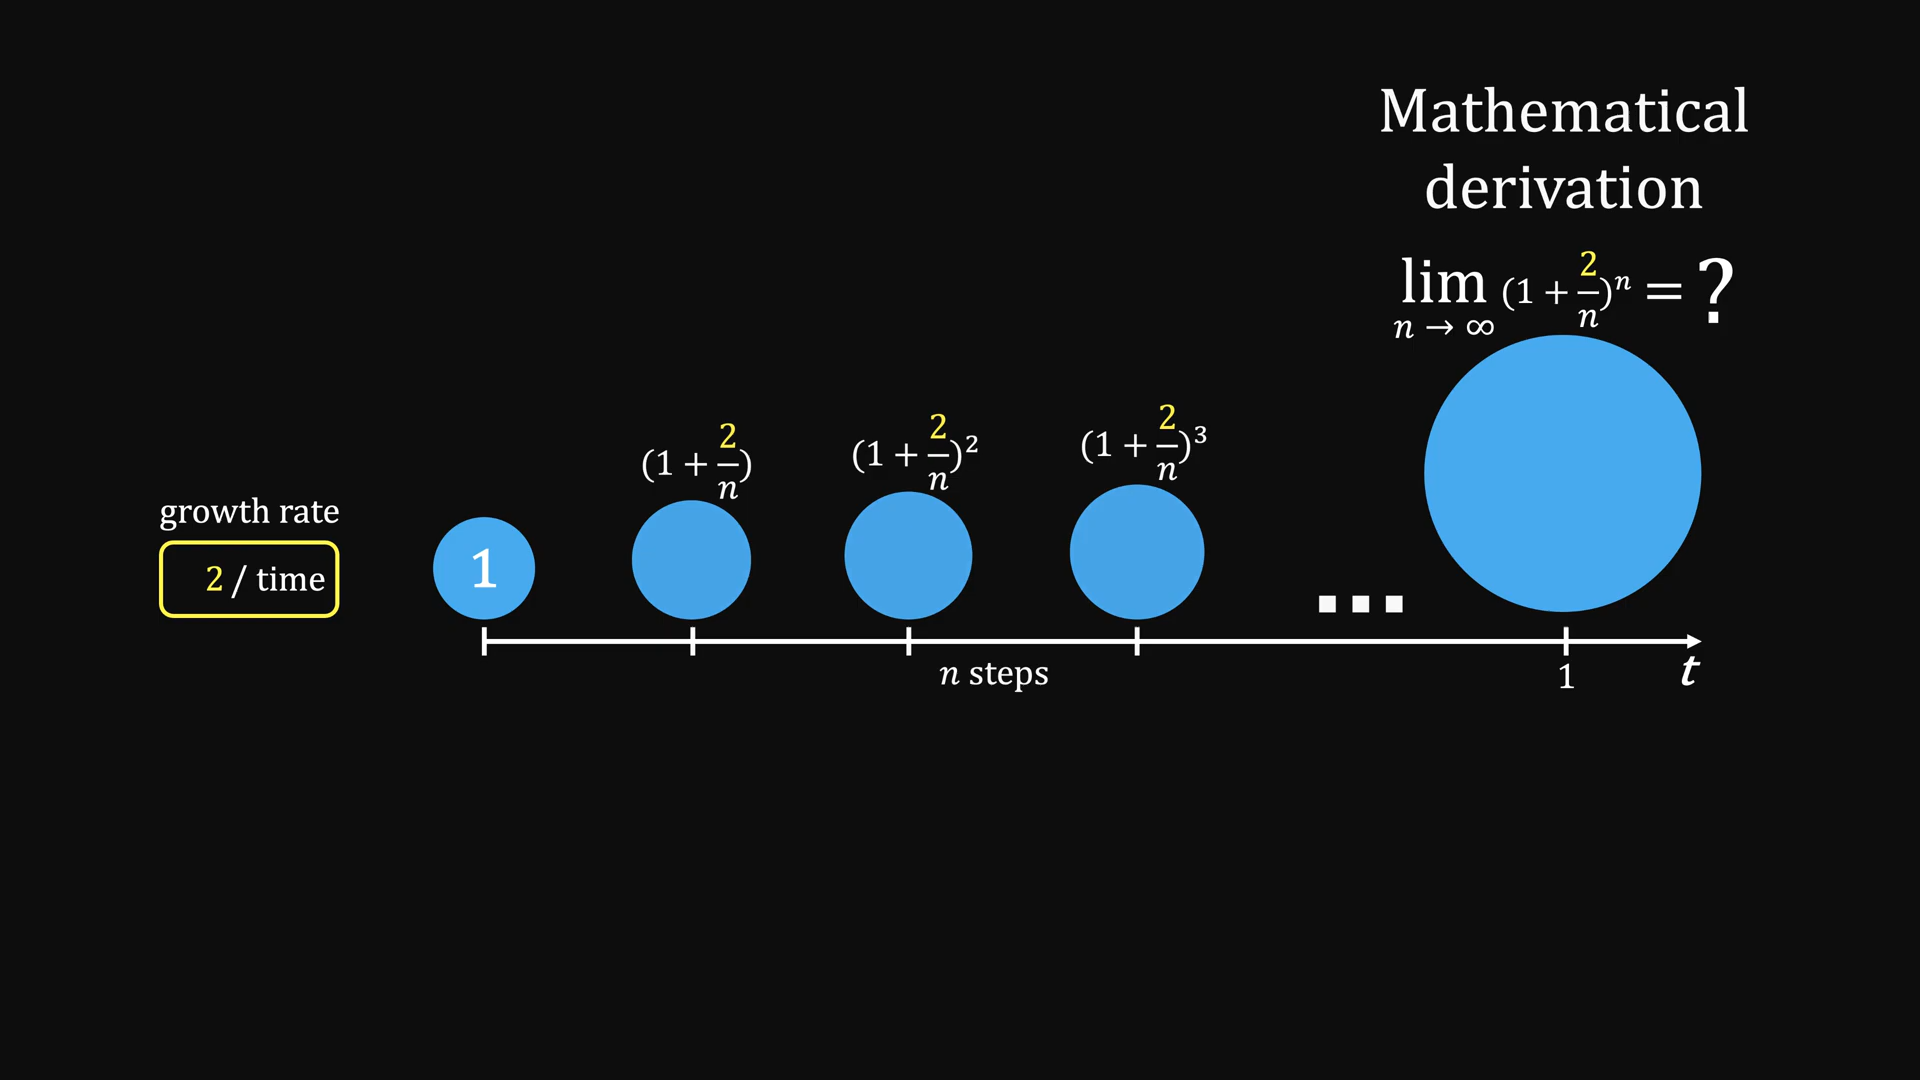 Mathematical
derivation
lim n → ∞ (1 + 2/n)ⁿ = ?
(1 + 2/n)
(1 + 2/n)²
(1 + 2/n)³
growth rate
2 / time
1
...
n steps
1
t